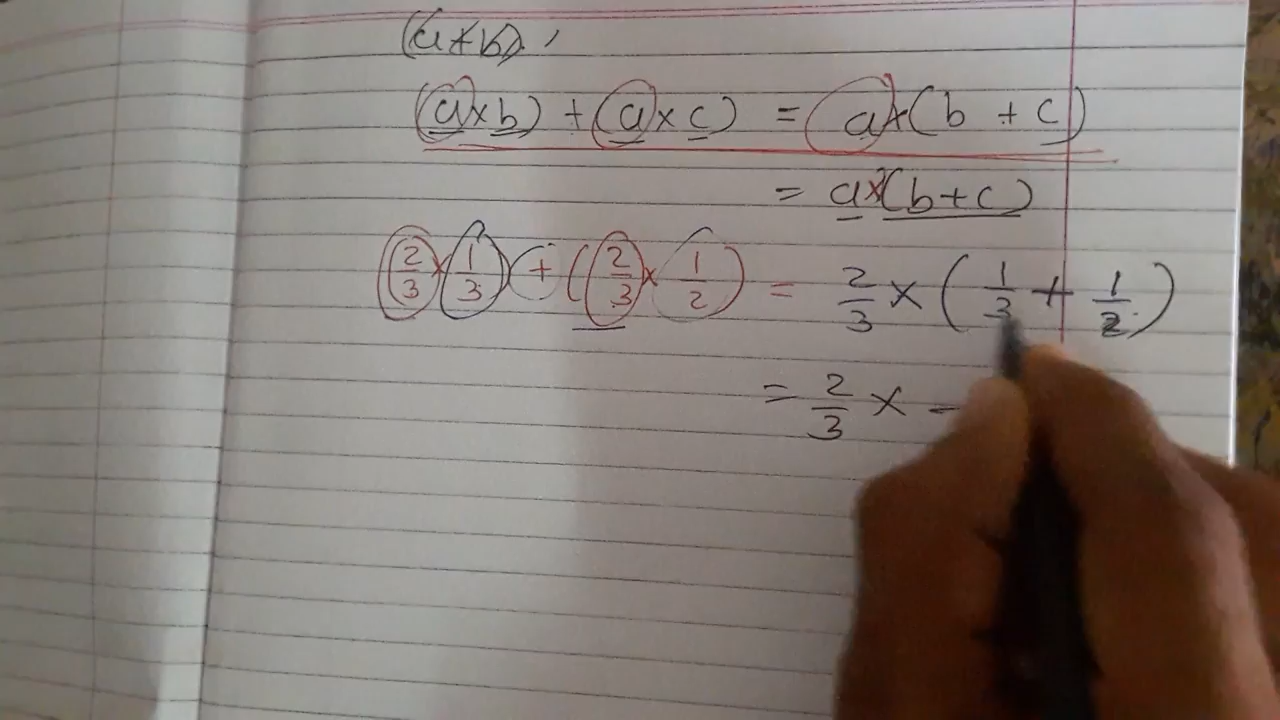 (a×b),
(a×b) + (a×c) = a×(b + c)
= a×(b+c)
(2/3 × 1/3) + (2/3 × 1/2) = 2/3 × (1/3 + 1/2)
= 2/3 × -